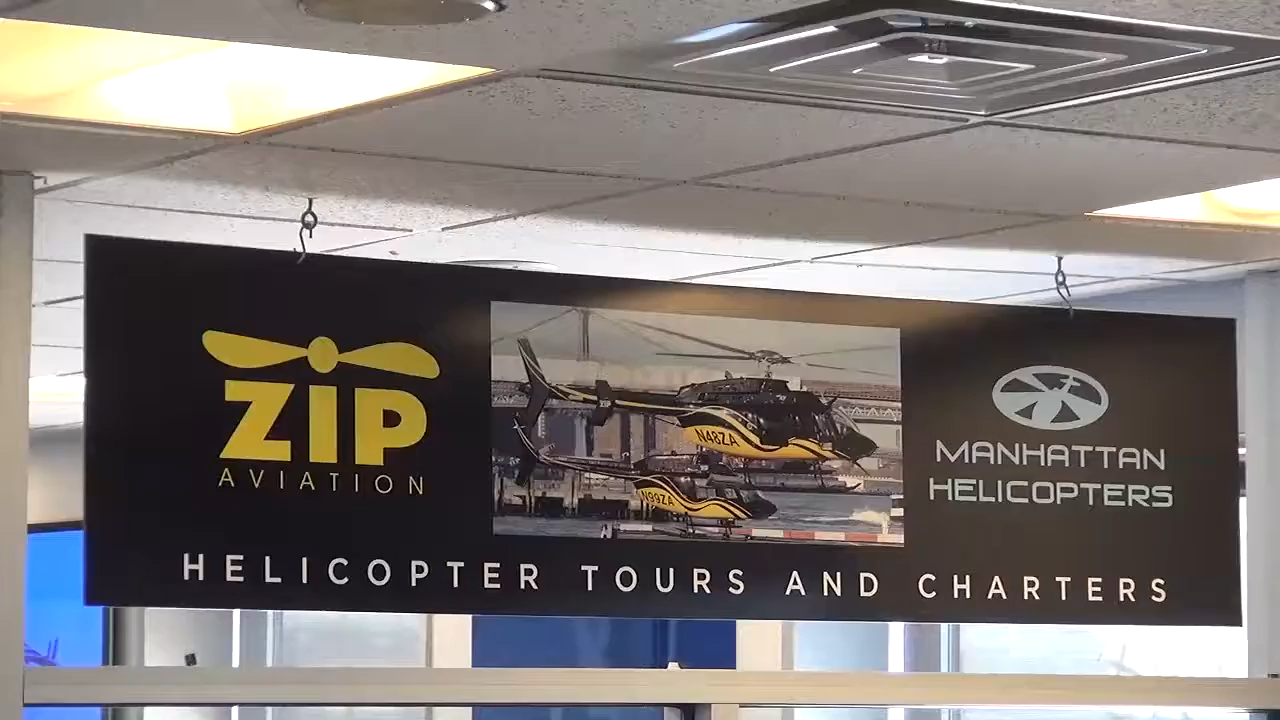 ZIP
AVIATION
N48ZA
N99ZA
MANHATTAN
HELICOPTERS
HELICOPTER TOURS AND CHARTERS